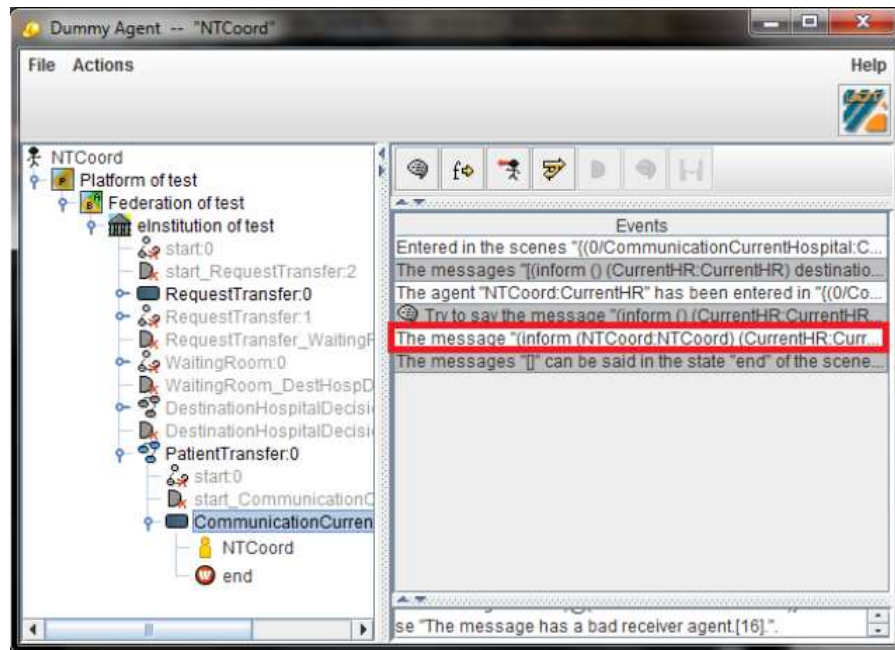 Dummy Agent -- "NTCoord"
File Actions Help
NTCoord
Platform of test
Federation of test
eInstitution of test
start:0
start_RequestTransfer:2
RequestTransfer:0
RequestTransfer:1
RequestTransfer_WaitingR
WaitingRoom:0
WaitingRoom_DestHospD
DestinationHospitalDecisi
DestinationHospitalDecisi
PatientTransfer:0
start:0
start_CommunicationC
CommunicationCurren
NTCoord
end
Events
Entered in the scenes "{(0/CommunicationCurrentHospital:C...
The messages "[(inform () (CurrentHR:CurrentHR) destinatio...
The agent "NTCoord:CurrentHR" has been entered in "{(0/Co...
Try to say the message "(inform () (CurrentHR:CurrentHR...
The message "(inform (NTCoord:NTCoord) (CurrentHR:Curr...
The messages "[]" can be said in the state "end" of the scene...
se "The message has a bad receiver agent.[16].".